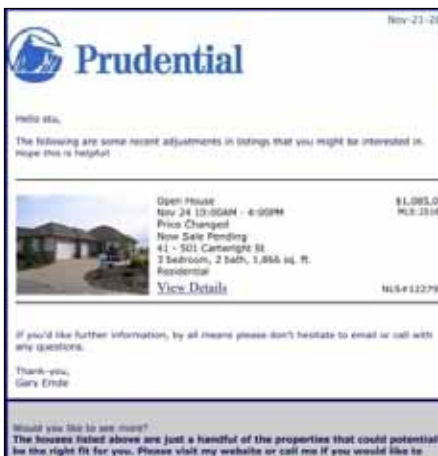 Nov-21-20
Prudential
Hello stu,
The following are some recent adjustments in listings that you might be interested in.
Hope this is helpful!
Open House
Nov 24 10:00AM - 4:00PM
Price Changed
Now Sale Pending
41 - 501 Cartwright St
3 bedroom, 2 bath, 1,866 sq. ft.
Residential
View Details
$1,085,0
MLS
If you'd like further information, by all means please don't hesitate to email or call with
any questions.
Thank-you,
Gary Emde
Would you like to see more?
The houses listed above are just a handful of the properties that could potential
be the right fit for you. Please visit my website or call me if you would like to